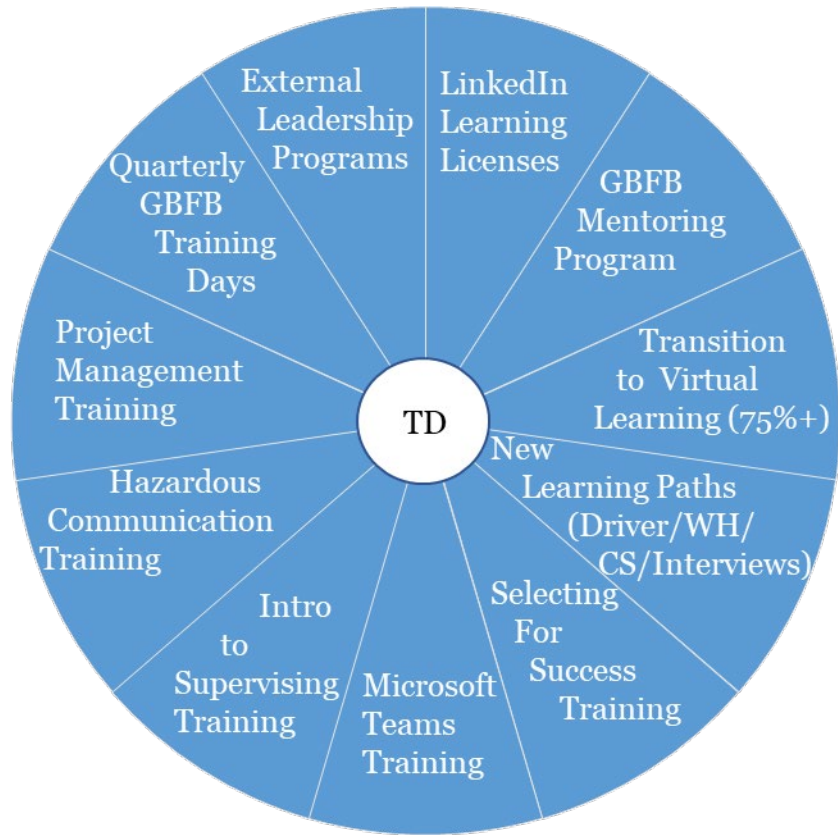 LinkedIn
Learning
Licenses
GBFB
Mentoring
Program
Transition
to Virtual
Learning (75%+)
New
Learning Paths
(Driver/WH/
CS/Interviews)
Selecting
For
Success
Training
Microsoft
Teams
Training
Intro
to
Supervising
Training
Hazardous
Communication
Training
Project
Management
Training
Quarterly
GBFB
Training
Days
External
Leadership
Programs
TD